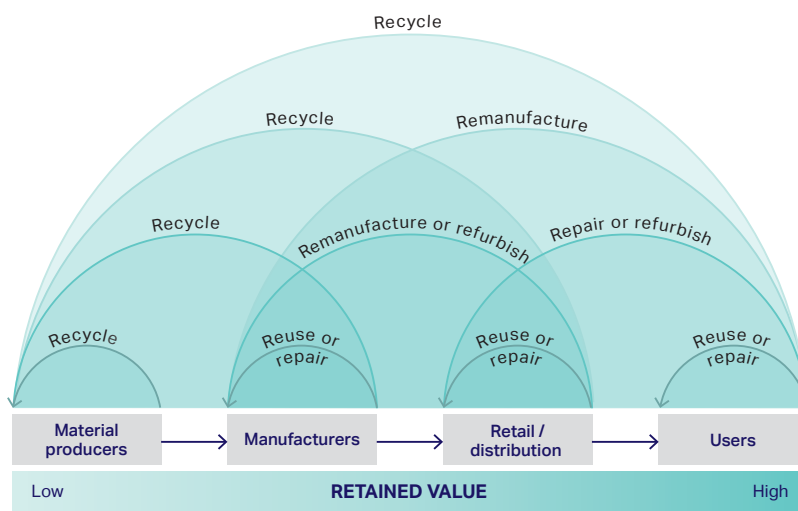 Recycle
Recycle
Remanufacture
Recycle
Remanufacture or refurbish
Repair or refurbish
Recycle
Reuse or
repair
Reuse or
repair
Reuse or
repair
Material
producers
Manufacturers
Retail /
distribution
Users
Low
RETAINED VALUE
High